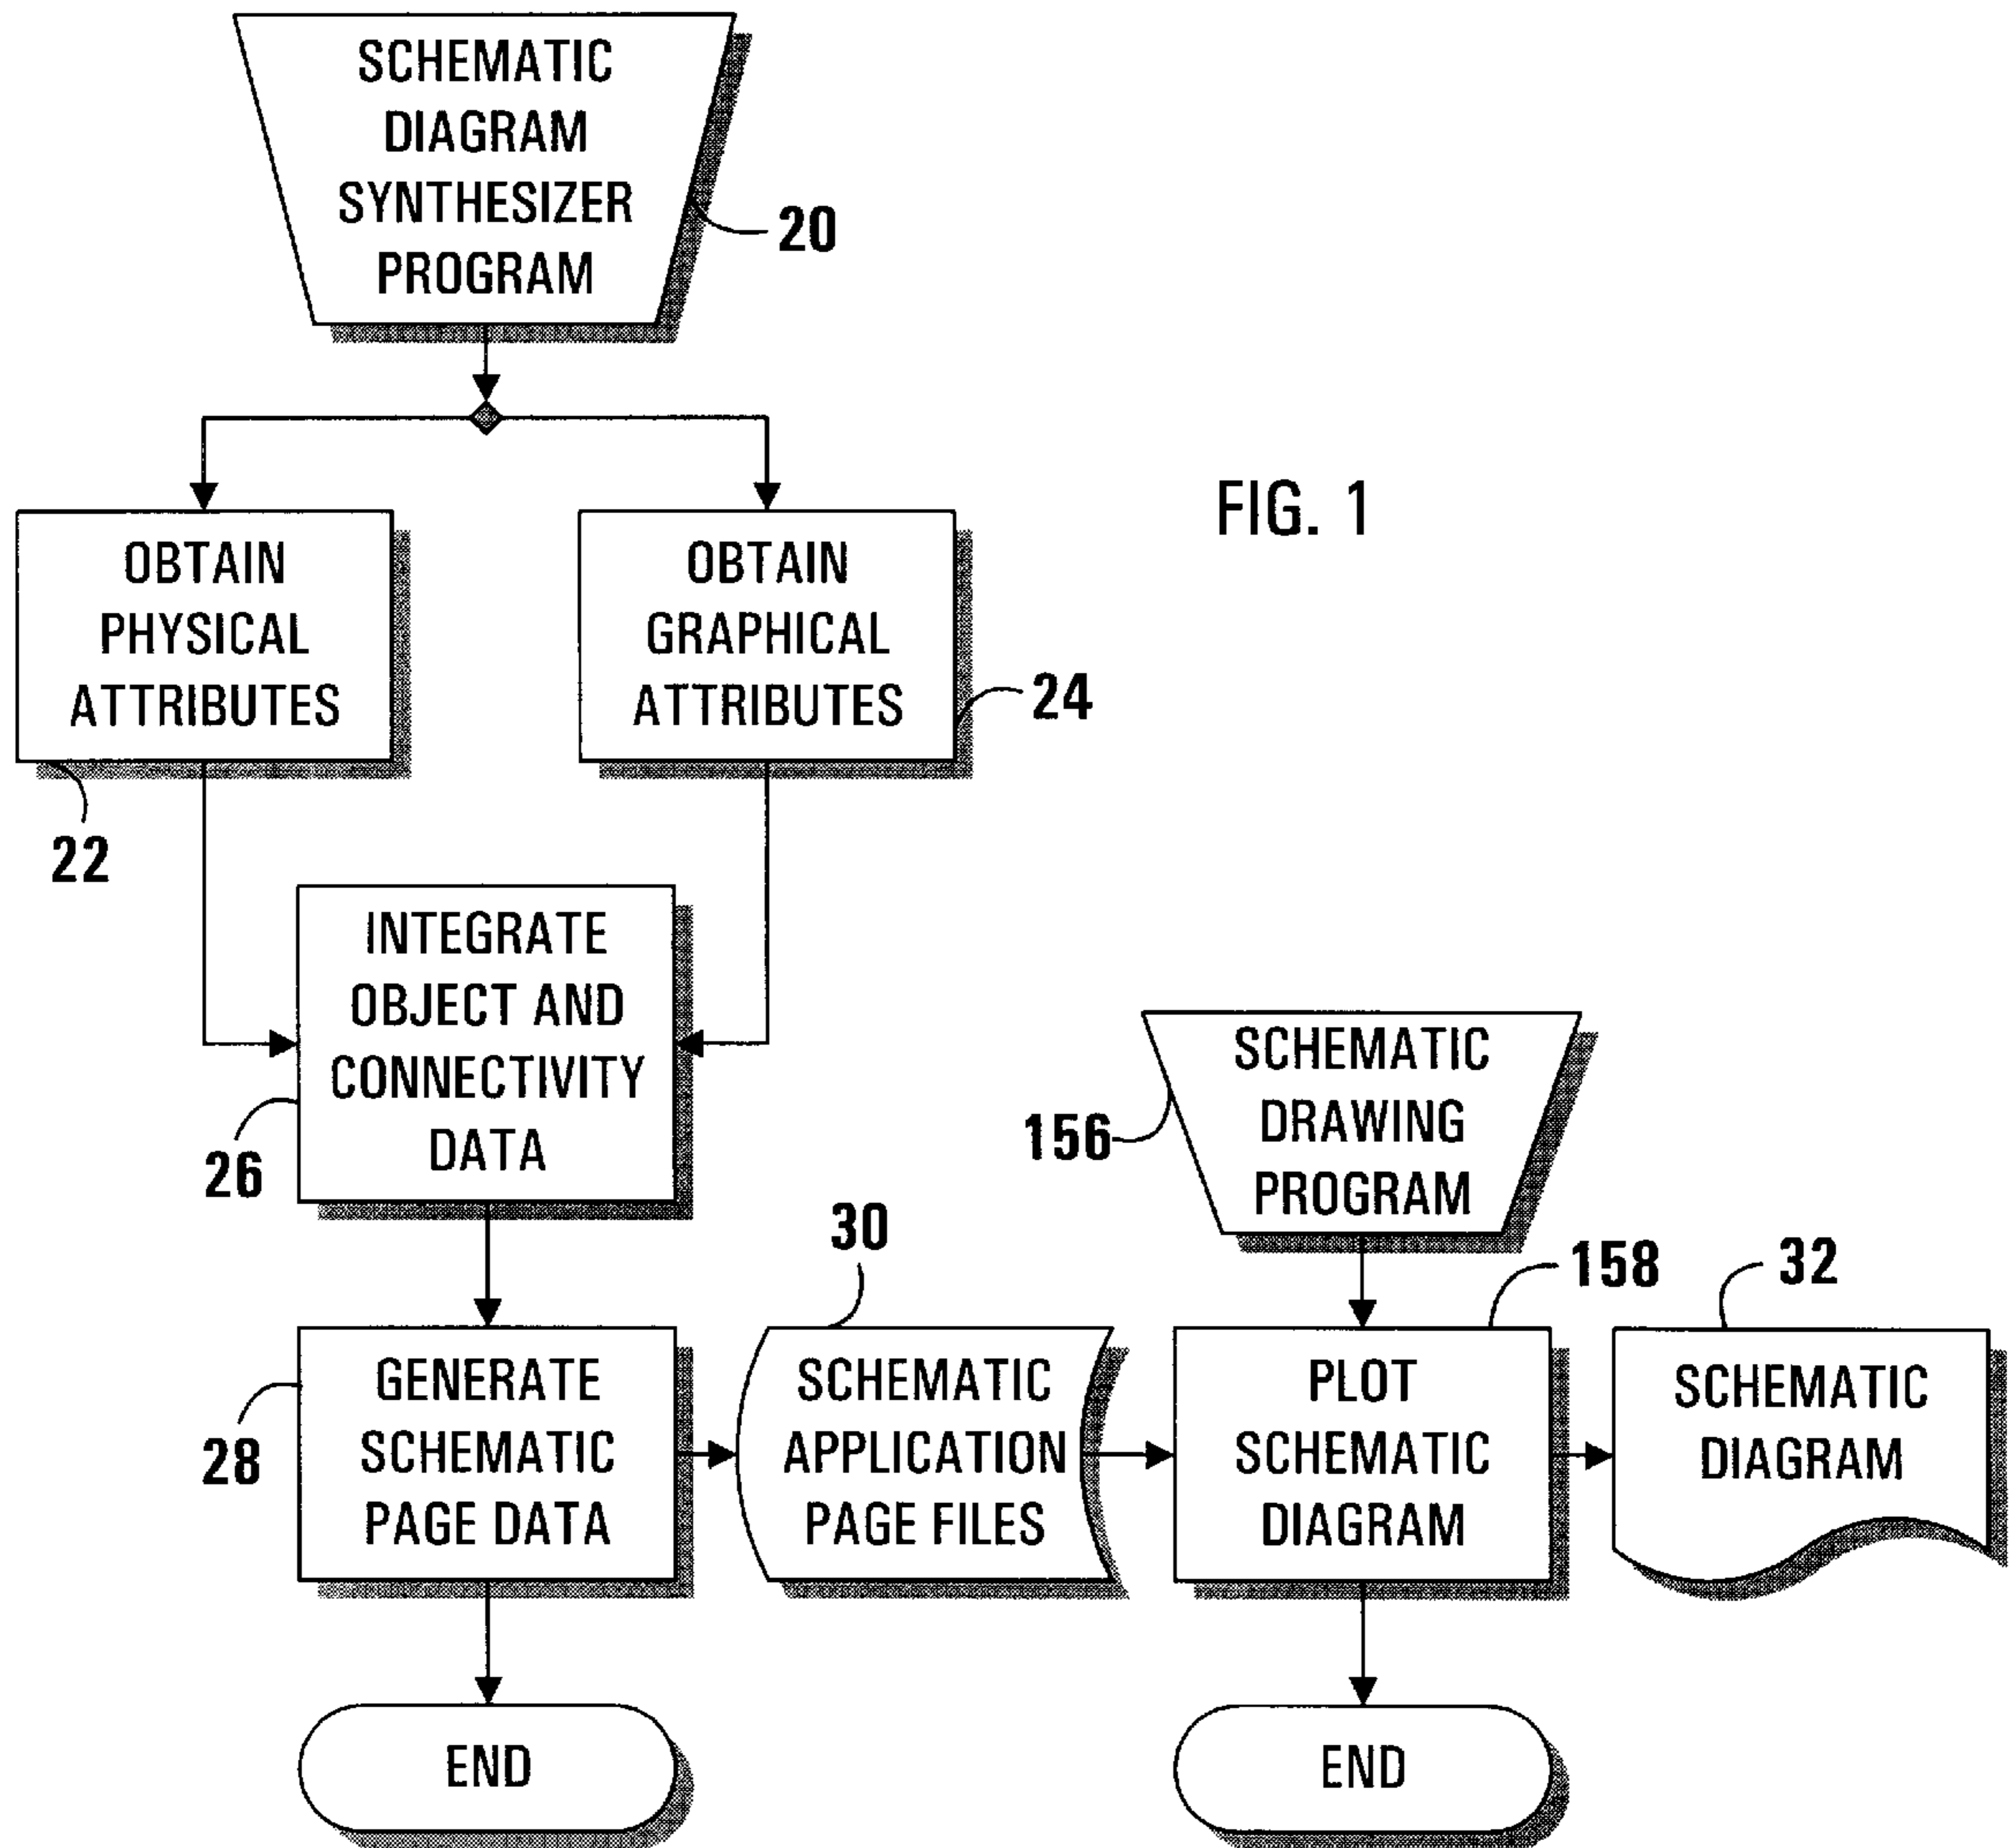 SCHEMATIC
DIAGRAM
SYNTHESIZER
PROGRAM
20
FIG. 1
OBTAIN
PHYSICAL
ATTRIBUTES
22
OBTAIN
GRAPHICAL
ATTRIBUTES
24
INTEGRATE
OBJECT AND
CONNECTIVITY
DATA
26
SCHEMATIC
DRAWING
PROGRAM
156
GENERATE
SCHEMATIC
PAGE DATA
28
30
SCHEMATIC
APPLICATION
PAGE FILES
158
PLOT
SCHEMATIC
DIAGRAM
32
SCHEMATIC
DIAGRAM
END
END